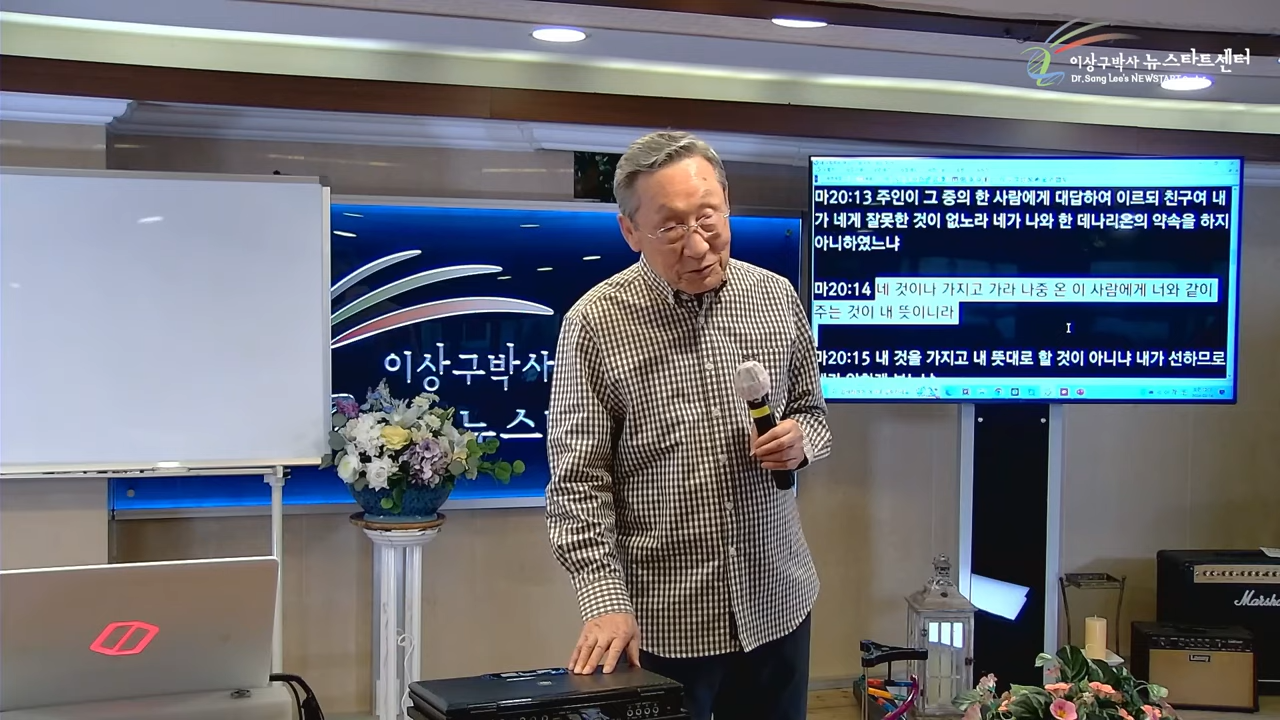 이상구박사 뉴스타트센터
Dr.Sang Lee's NEWSTART
마20:13 주인이 그 중의 한 사람에게 대답하여 이르되 친구여 내
가 네게 잘못한 것이 없노라 네가 나와 한 데나리온의 약속을 하지
아니하였느냐
마20:14 네 것이나 가지고 가라 나중 온 이 사람에게 너와 같이
주는 것이 내 뜻이니라
마20:15 내 것을 가지고 내 뜻대로 할 것이 아니냐 내가 선하므로
이상구박사
뉴스
Marsh
Laney